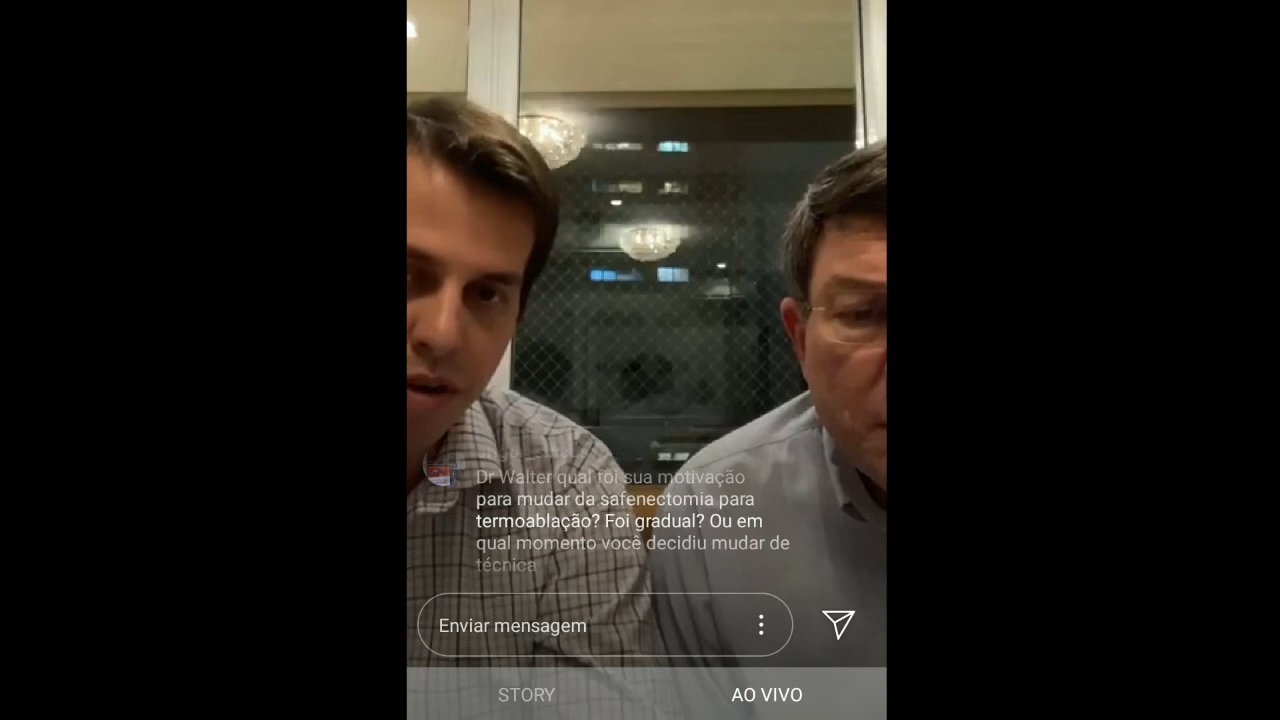 Dr Walter qual foi sua motivação
para mudar da safenectomia para
termoablação? Foi gradual? Ou em
qual momento você decidiu mudar de
técnica
Enviar mensagem
STORY
AO VIVO